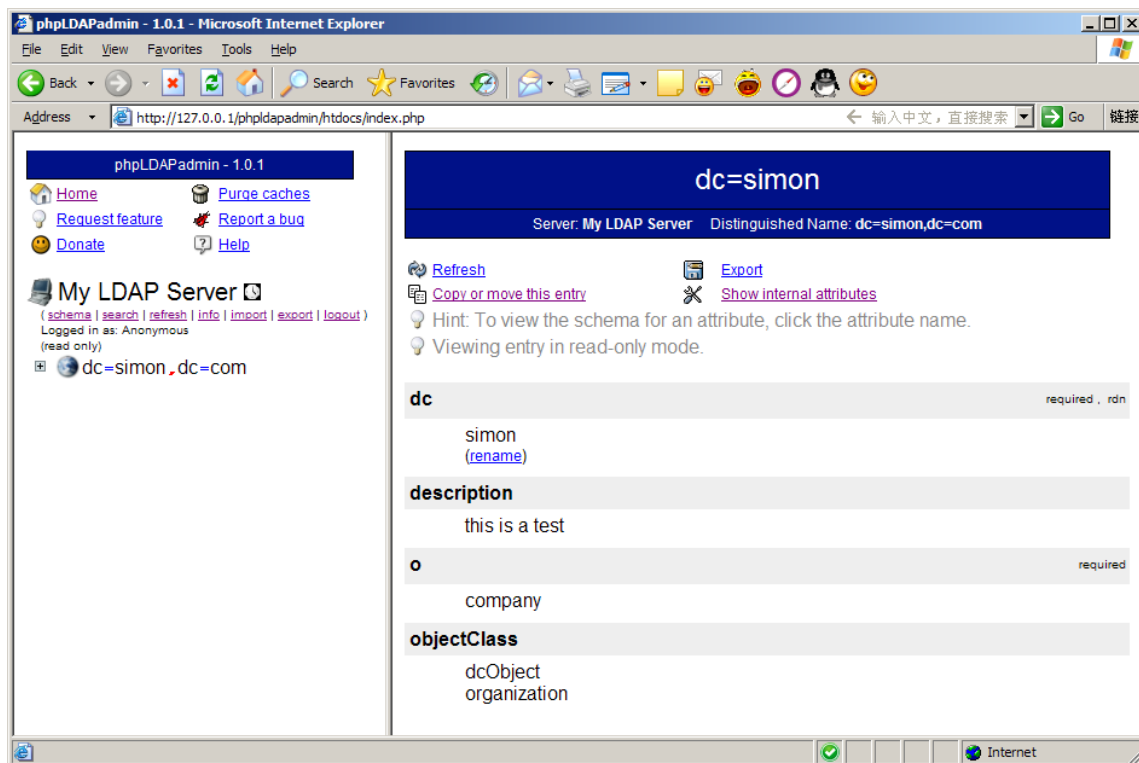 phpLDAPadmin - 1.0.1 - Microsoft Internet Explorer
File Edit View Favorites Tools Help
Back Search Favorites
Address http://127.0.0.1/phpldapadmin/htdocs/index.php 输入中文，直接搜索 Go 链接
phpLDAPadmin - 1.0.1
Home Purge caches
Request feature Report a bug
Donate Help
My LDAP Server
( schema | search | refresh | info | import | export | logout )
Logged in as: Anonymous
(read only)
dc=simon,dc=com
dc=simon
Server: My LDAP Server Distinguished Name: dc=simon,dc=com
Refresh Export
Copy or move this entry Show internal attributes
Hint: To view the schema for an attribute, click the attribute name.
Viewing entry in read-only mode.
dc required , rdn
simon
(rename)
description
this is a test
o required
company
objectClass
dcObject
organization
Internet